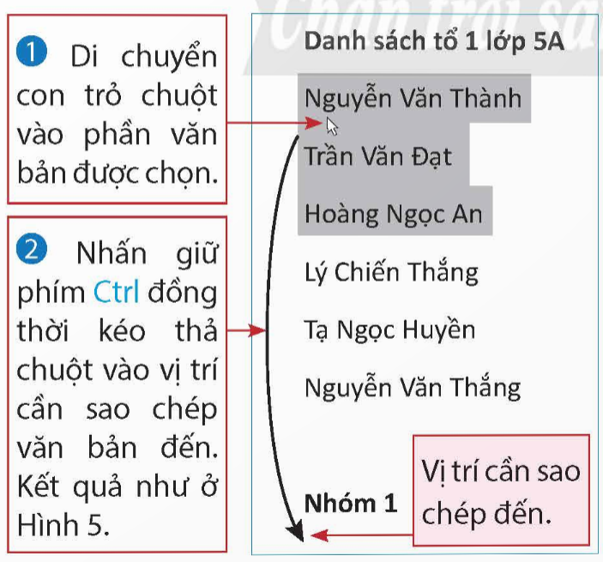 Chân trời sá
1 Di chuyển
con trỏ chuột
vào phần văn
bản được chọn.
2 Nhấn giữ
phím Ctrl đồng
thời kéo thả
chuột vào vị trí
cần sao chép
văn bản đến.
Kết quả như ở
Hình 5.
Danh sách tổ 1 lớp 5A
Nguyễn Văn Thành
Trần Văn Đạt
Hoàng Ngọc An
Lý Chiến Thắng
Tạ Ngọc Huyền
Nguyễn Văn Thắng
Nhóm 1
Vị trí cần sao
chép đến.